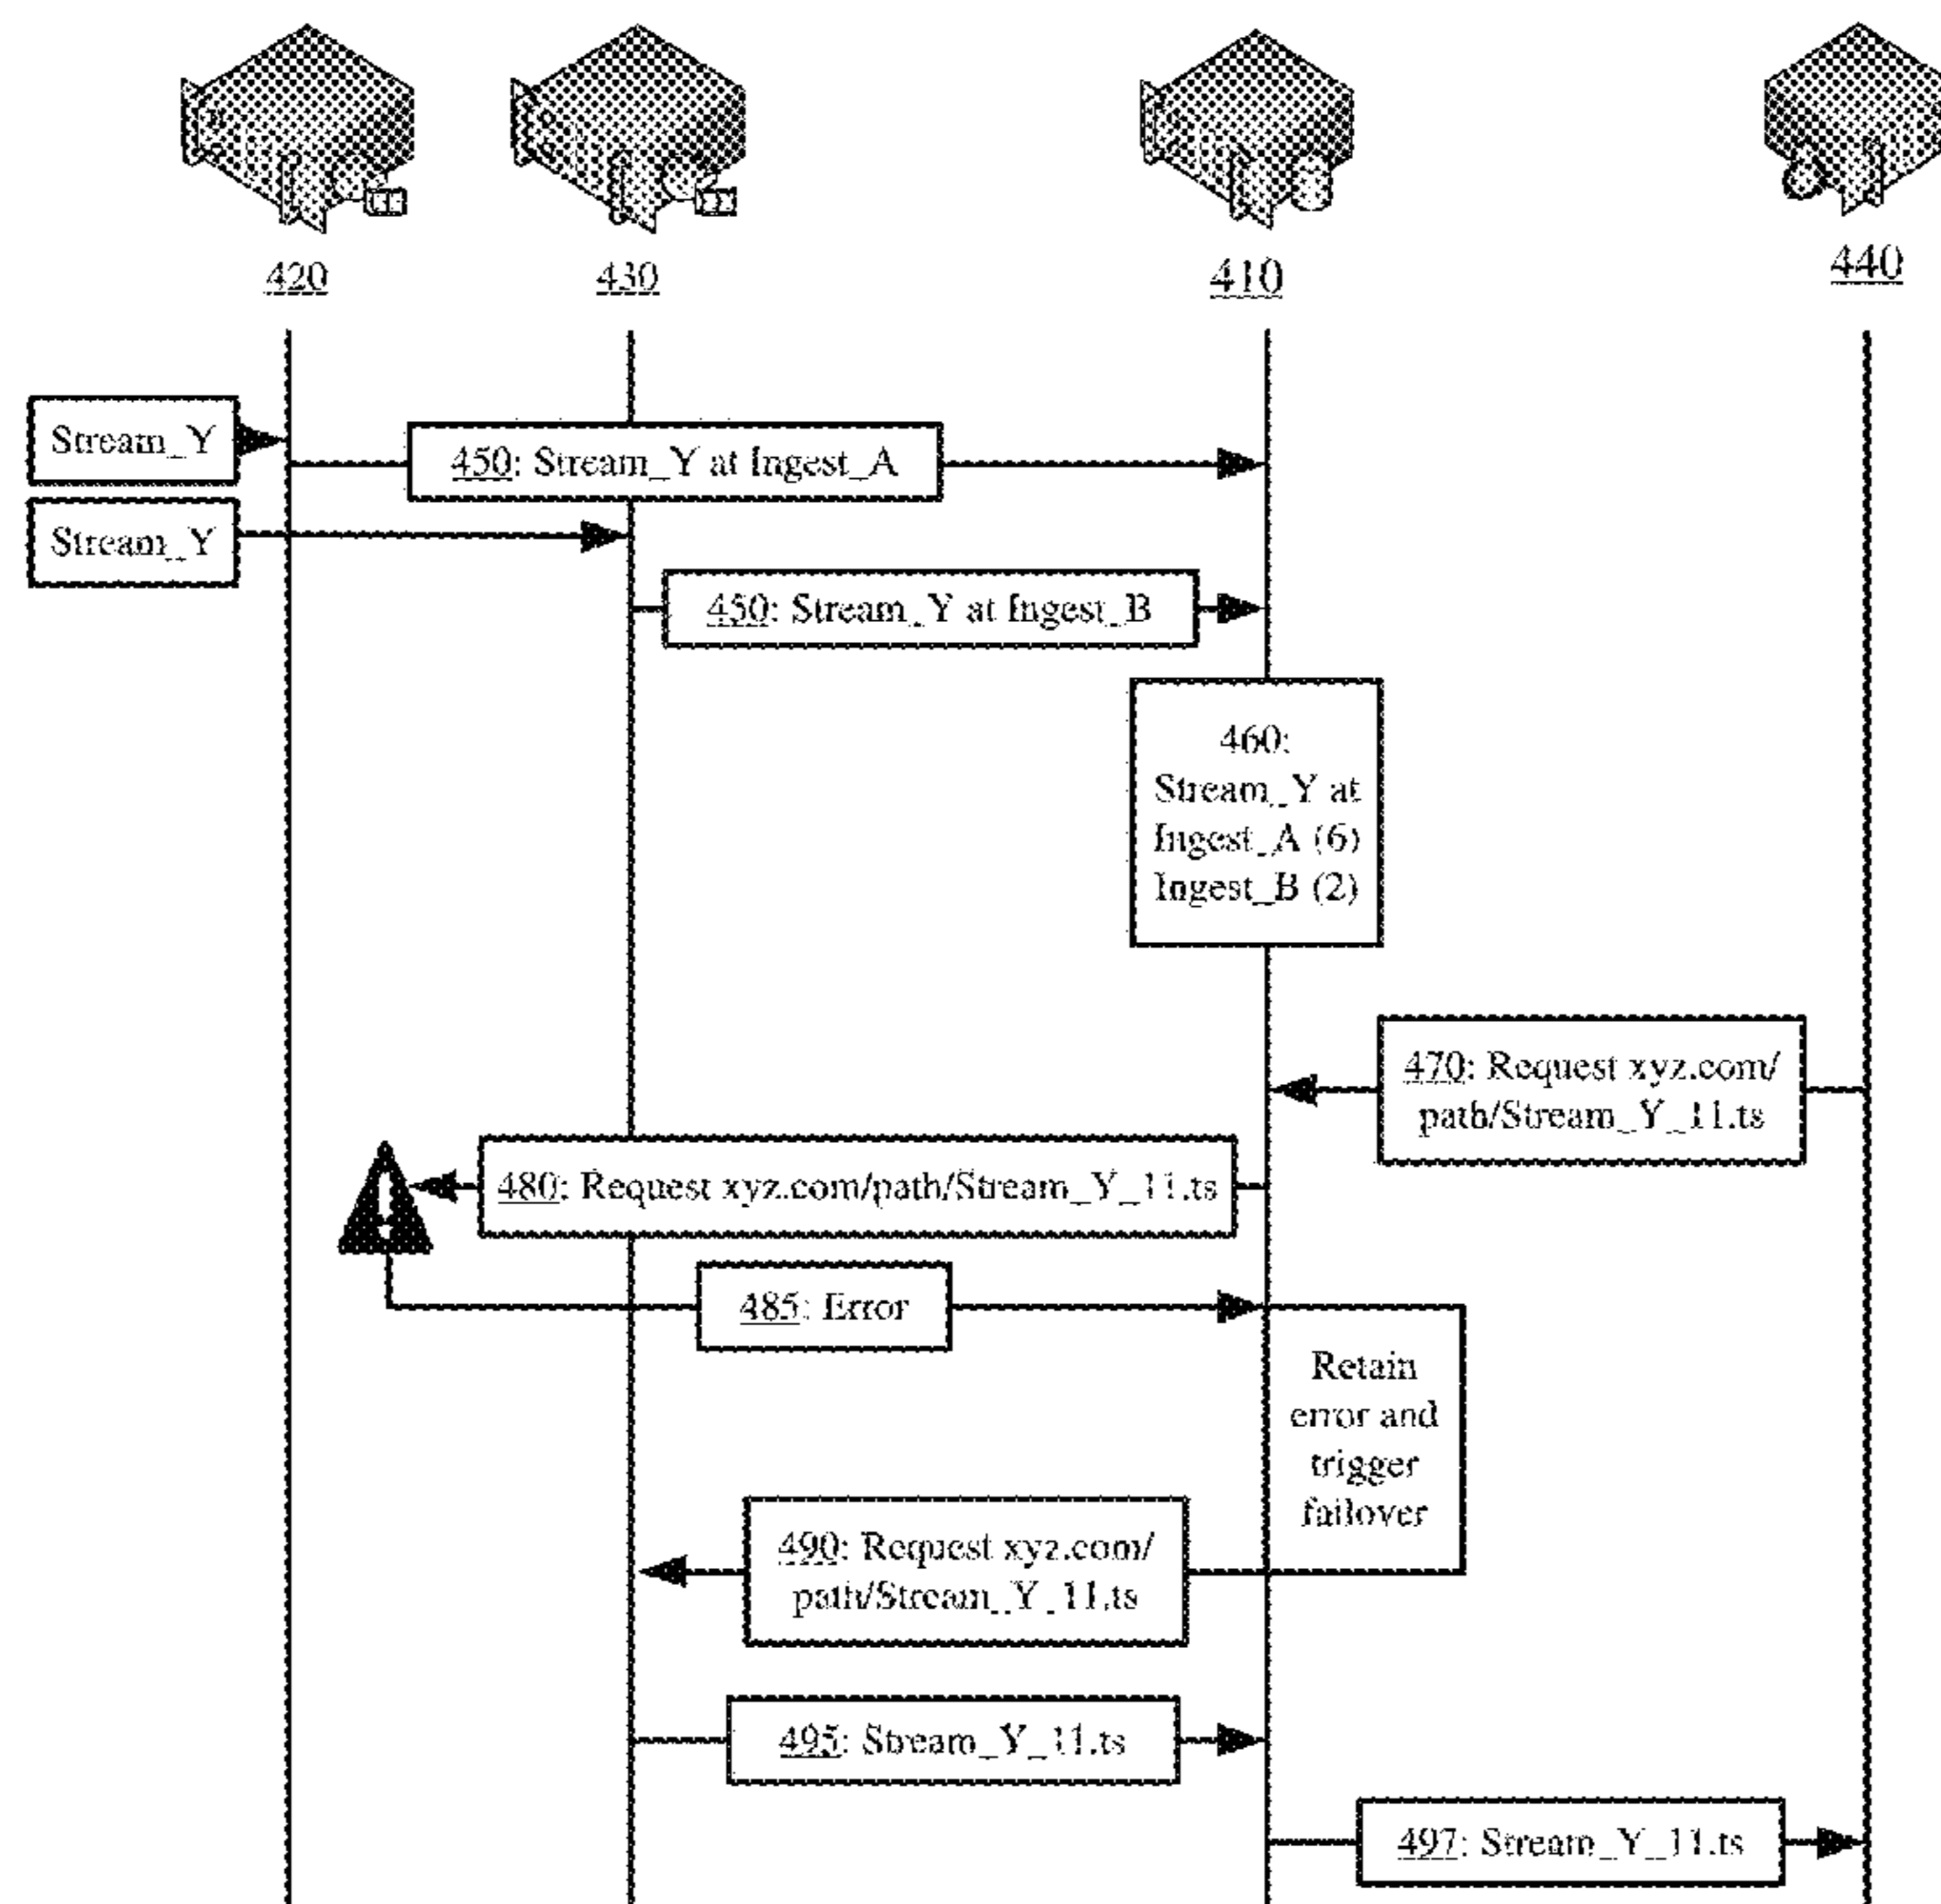 420
430
410
440
Stream_Y
450: Stream_Y at Ingest_A
Stream_Y
450: Stream_Y at Ingest_B
460:
Stream_Y at
Ingest_A (6)
Ingest_B (2)
470: Request xyz.com/
path/Stream_Y_11.ts
480: Request xyz.com/path/Stream_Y_11.ts
485: Error
Retain
error and
trigger
failover
490: Request xyz.com/
path/Stream_Y_11.ts
495: Stream_Y_11.ts
497: Stream_Y_11.ts